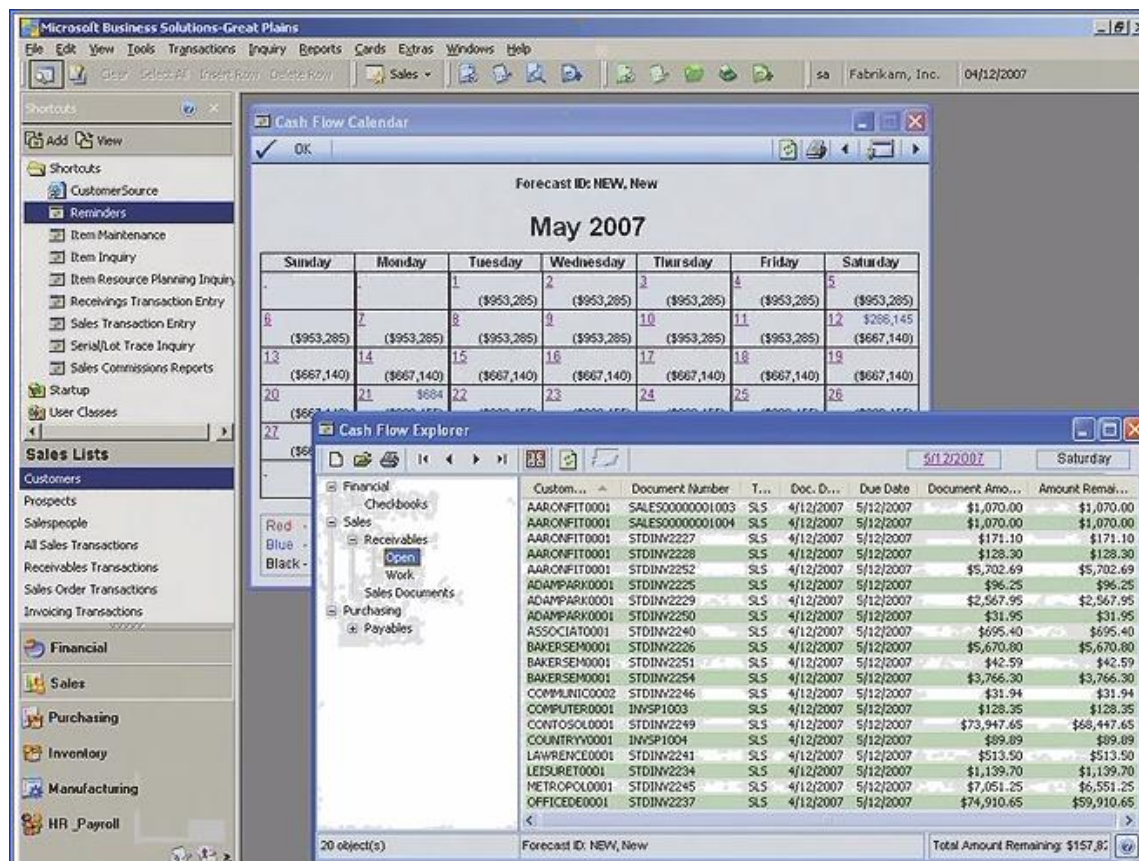 Microsoft Business Solutions-Great Plains
File Edit View Tools Transactions Inquiry Reports Cards Extras Windows Help
Clear Select All Insert Row Delete Row Sales sa Fabrikam, Inc. 04/12/2007
Shortcuts
Add View
Shortcuts
CustomerSource
Reminders
Item Maintenance
Item Inquiry
Item Resource Planning Inquiry
Receivings Transaction Entry
Sales Transaction Entry
Serial/Lot Trace Inquiry
Sales Commissions Reports
Startup
User Classes
Sales Lists
Customers
Prospects
Salespeople
All Sales Transactions
Receivables Transactions
Sales Order Transactions
Invoicing Transactions
Financial
Sales
Purchasing
Inventory
Manufacturing
HR_Payroll
Cash Flow Calendar
OK
Forecast ID: NEW, New
May 2007
Sunday Monday Tuesday Wednesday Thursday Friday Saturday
1 2 3 4 5
($953,285) ($953,285) ($953,285) ($953,285) ($953,285)
6 7 8 9 10 11 12 $286,145
($953,285) ($953,285) ($953,285) ($953,285) ($953,285) ($953,285) ($667,140)
13 14 15 16 17 18 19
($667,140) ($667,140) ($667,140) ($667,140) ($667,140) ($667,140) ($667,140)
20 21 $684 22 23 24 25 26
27
Red -
Blue -
Black -
Cash Flow Explorer
5/12/2007 Saturday
Financial
Checkbooks
Sales
Receivables
Open
Work
Sales Documents
Purchasing
Payables
Custom... Document Number T... Doc. D... Due Date Document Amo... Amount Remai...
AARONFIT0001 SALES00000001003 SLS 4/12/2007 5/12/2007 $1,070.00 $1,070.00
AARONFIT0001 SALES00000001004 SLS 4/12/2007 5/12/2007 $1,070.00 $1,070.00
AARONFIT0001 STDINV2227 SLS 4/12/2007 5/12/2007 $171.10 $171.10
AARONFIT0001 STDINV2228 SLS 4/12/2007 5/12/2007 $128.30 $128.30
AARONFIT0001 STDINV2252 SLS 4/12/2007 5/12/2007 $5,702.69 $5,702.69
ADAMPARK0001 STDINV2225 SLS 4/12/2007 5/12/2007 $96.25 $96.25
ADAMPARK0001 STDINV2229 SLS 4/12/2007 5/12/2007 $2,567.95 $2,567.95
ADAMPARK0001 STDINV2250 SLS 4/12/2007 5/12/2007 $31.95 $31.95
ASSOCIAT0001 STDINV2240 SLS 4/12/2007 5/12/2007 $695.40 $695.40
BAKERSEM0001 STDINV2226 SLS 4/12/2007 5/12/2007 $5,670.80 $5,670.80
BAKERSEM0001 STDINV2251 SLS 4/12/2007 5/12/2007 $42.59 $42.59
BAKERSEM0001 STDINV2254 SLS 4/12/2007 5/12/2007 $3,766.30 $3,766.30
COMMUNIC0002 STDINV2246 SLS 4/12/2007 5/12/2007 $31.94 $31.94
COMPUTER0001 INVSP1003 SLS 4/12/2007 5/12/2007 $128.35 $128.35
CONTOSOL0001 STDINV2249 SLS 4/12/2007 5/12/2007 $73,947.65 $68,447.65
COUNTRYV0001 INVSP1004 SLS 4/12/2007 5/12/2007 $89.89 $89.89
LAWRENCE0001 STDINV2241 SLS 4/12/2007 5/12/2007 $513.50 $513.50
LEISURET0001 STDINV2234 SLS 4/12/2007 5/12/2007 $1,139.70 $1,139.70
METROPOL0001 STDINV2245 SLS 4/12/2007 5/12/2007 $7,051.25 $6,551.25
OFFICEDE0001 STDINV2237 SLS 4/12/2007 5/12/2007 $74,910.65 $59,910.65
20 object(s) Forecast ID: NEW, New Total Amount Remaining: $157,8